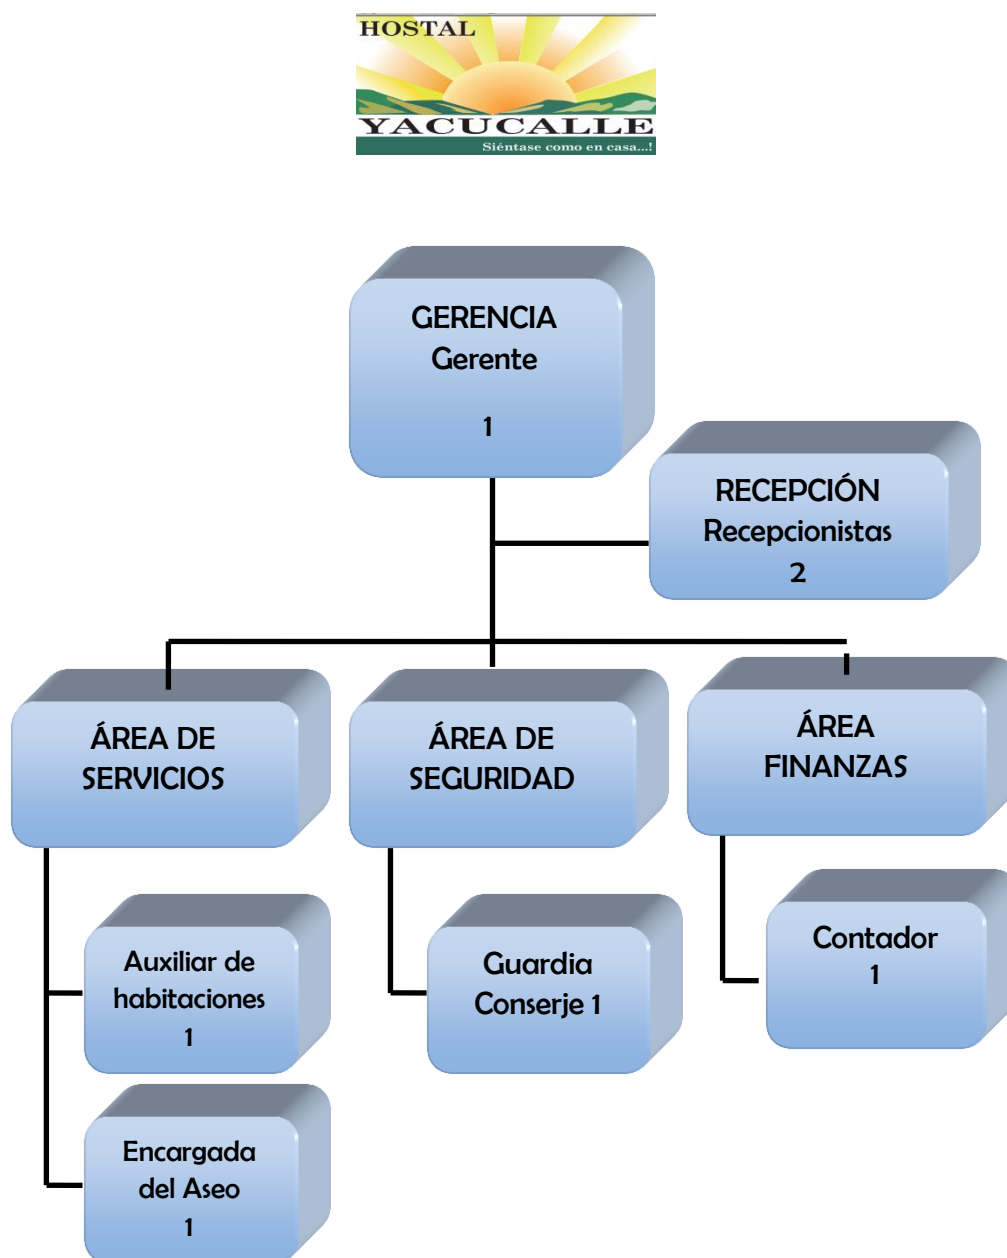 HOSTAL
YACUCALLE
Siéntase como en casa...!
GERENCIA
Gerente
1
RECEPCIÓN
Recepcionistas
2
ÁREA DE
SERVICIOS
ÁREA DE
SEGURIDAD
ÁREA
FINANZAS
Auxiliar de
habitaciones
1
Guardia
Conserje 1
Contador
1
Encargada
del Aseo
1